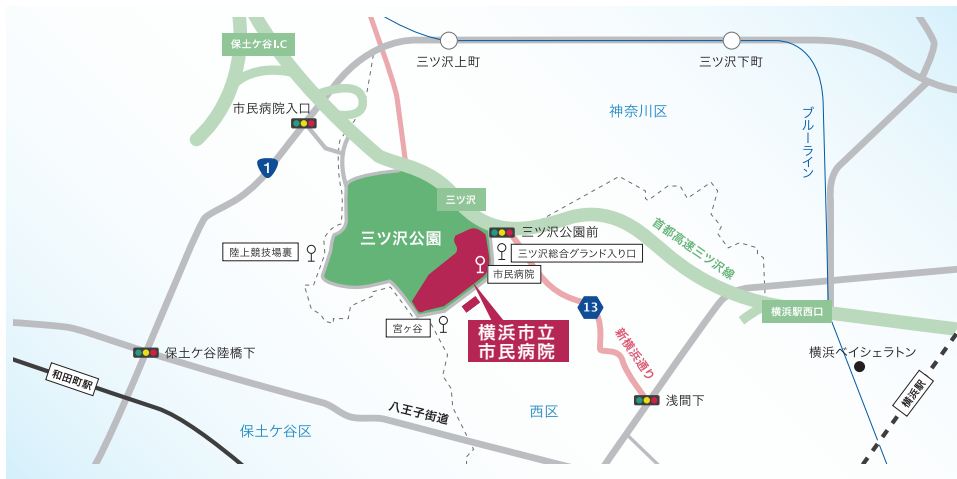 保土ケ谷I.C
三ツ沢上町
三ツ沢下町
市民病院入口
神奈川区
ブルーライン
1
三ツ沢
三ツ沢公園
三ツ沢公園前
陸上競技場裏
三ツ沢総合グランド入り口
首都高速三ツ沢線
市民病院
13
横浜駅西口
宮ヶ谷
横浜市立
市民病院
新横浜通り
保土ケ谷陸橋下
横浜ベイシェラトン
和田町駅
横浜駅
浅間下
八王子街道
西区
保土ケ谷区